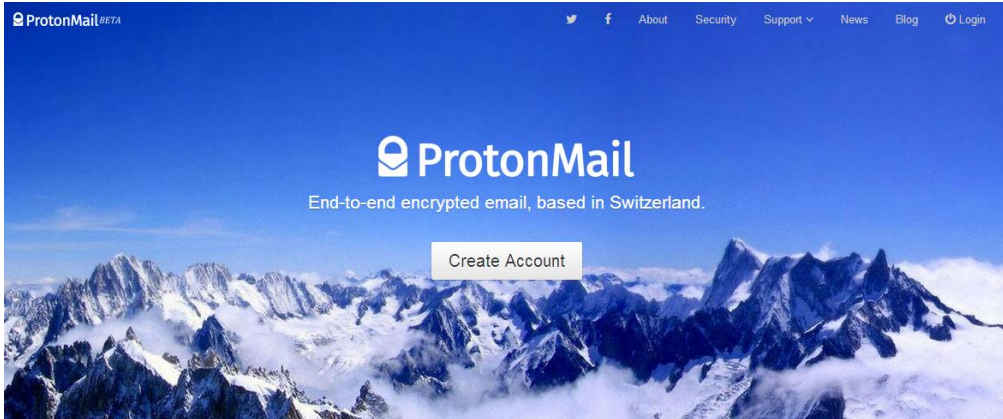 ProtonMail BETA
About Security Support News Blog Login
ProtonMail
End-to-end encrypted email, based in Switzerland.
Create Account